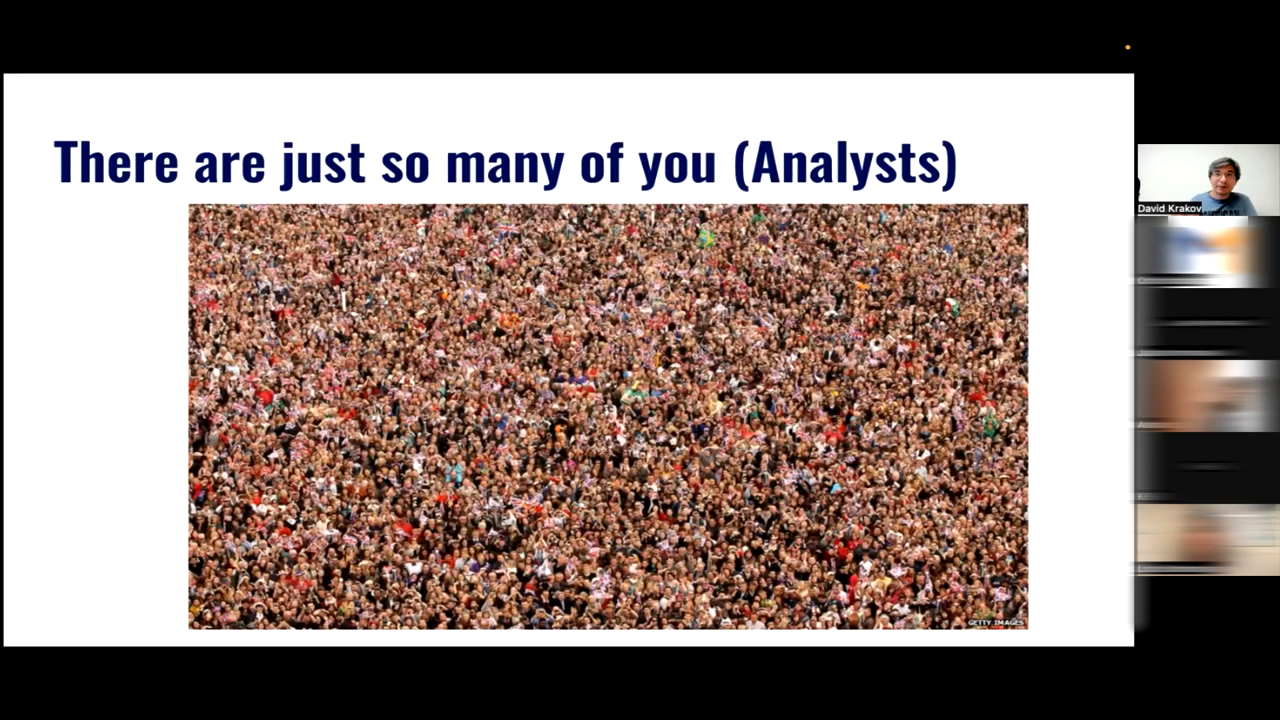 There are just so many of you (Analysts)
David Krakov
GETTY IMAGES